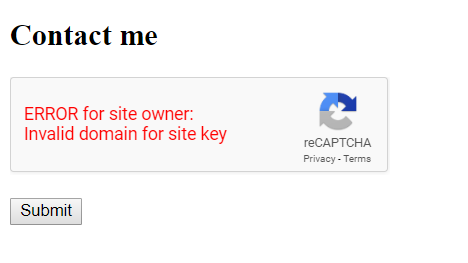 Contact me
ERROR for site owner:
Invalid domain for site key
reCAPTCHA
Privacy - Terms
Submit